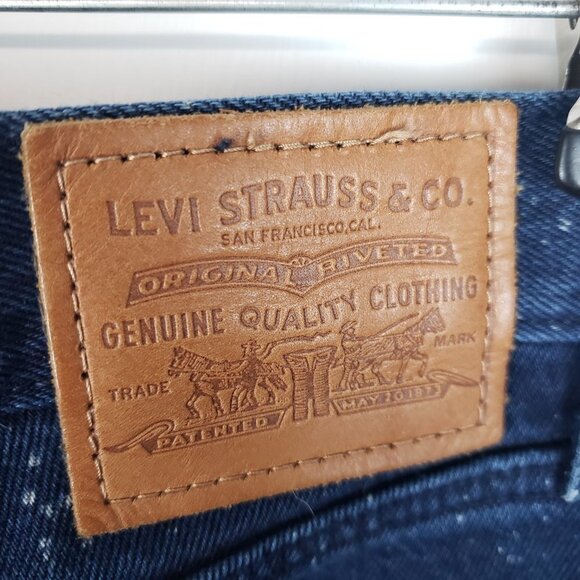 LEVI STRAUSS & CO.
SAN FRANCISCO, CAL.
ORIGINAL RIVETED
GENUINE QUALITY CLOTHING
TRADE MARK
PATENTED MAY 20 1873